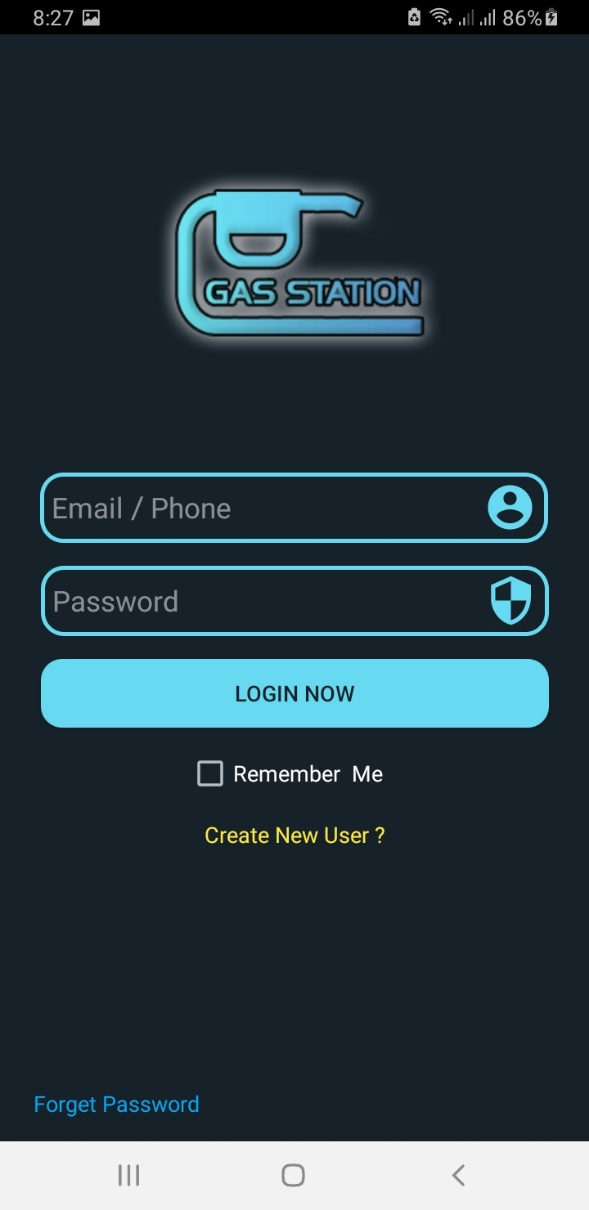 8:27 86%
GAS STATION
Email / Phone
Password
LOGIN NOW
Remember Me
Create New User ?
Forget Password